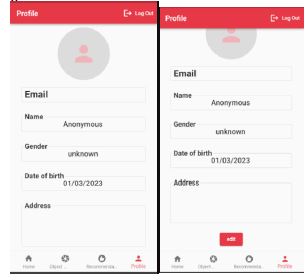 Profile
Log Out
Email
Name
Anonymous
Gender
unknown
Date of birth
01/03/2023
Address
Home
Object ...
Recommenda...
Profile
Profile
Log Out
Email
Name
Anonymous
Gender
unknown
Date of birth
01/03/2023
Address
edit
Home
Object ...
Recommenda...
Profile